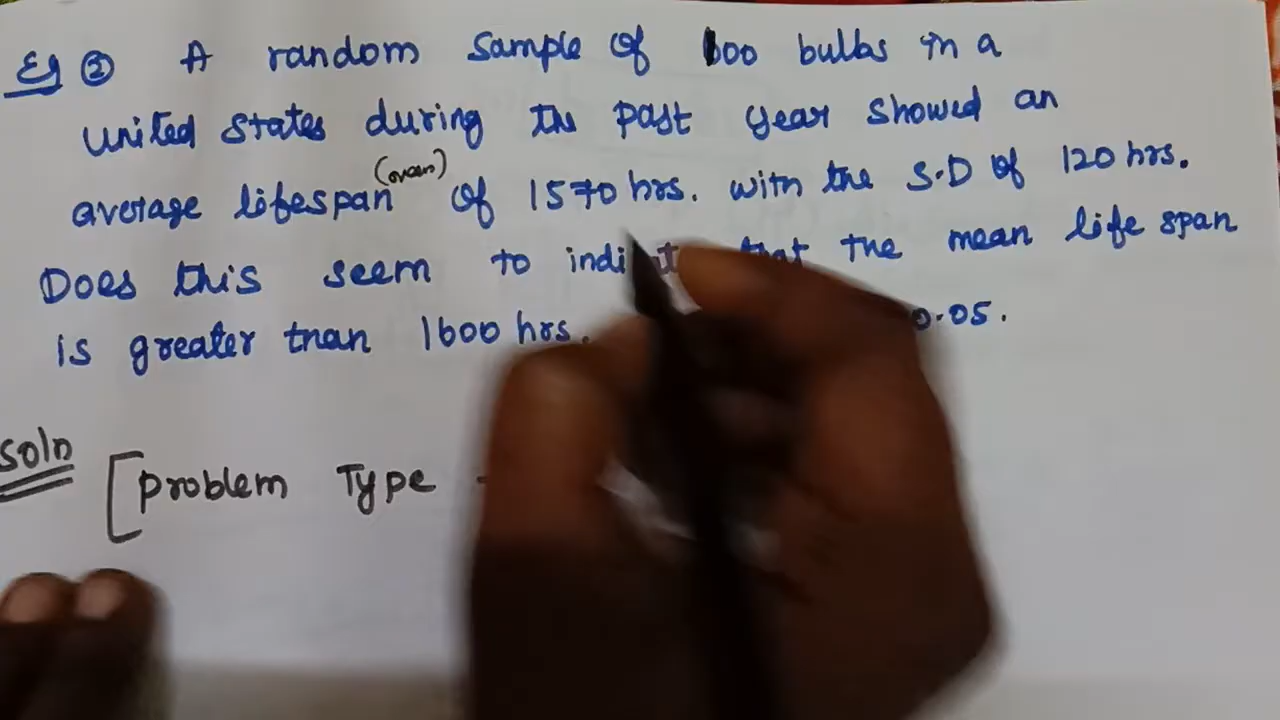 Eg ② A random sample of 100 bulbs in a
United States during the past year showed an
average lifespan (mean) of 1570 hrs. with the S.D of 120 hrs.
Does this seem to indicat that the mean life span
is greater than 1600 hrs. 0.05.
Soln [Problem Type